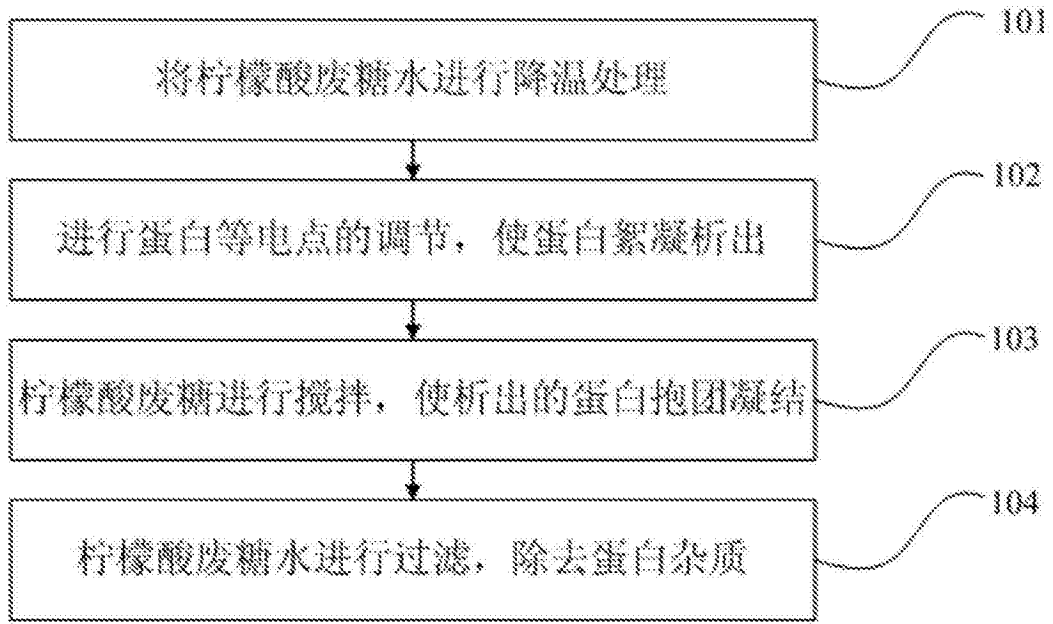 将柠檬酸废糖水进行降温处理
101
进行蛋白等电点的调节，使蛋白絮凝析出
102
柠檬酸废糖进行搅拌，使析出的蛋白抱团凝结
103
柠檬酸废糖水进行过滤，除去蛋白杂质
104